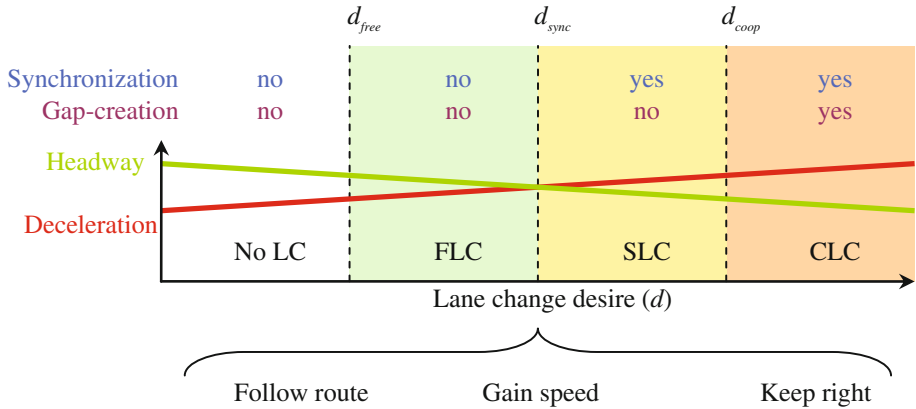 d_free d_sync d_coop
Synchronization no no yes yes
Gap-creation no no no yes
Headway
Deceleration
No LC FLC SLC CLC
Lane change desire (d)
Follow route Gain speed Keep right